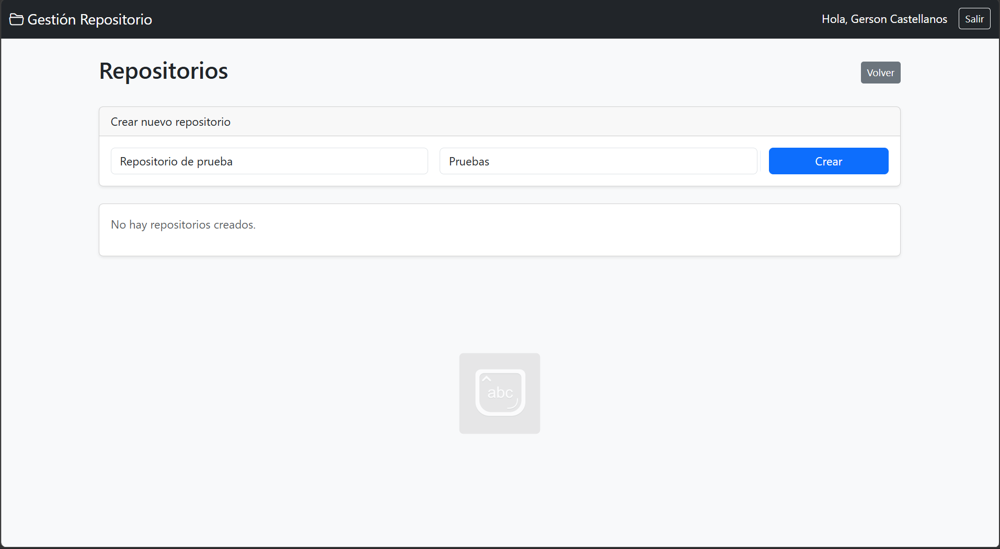 Gestión Repositorio
Hola, Gerson Castellanos
Salir
Repositorios
Volver
Crear nuevo repositorio
Repositorio de prueba
Pruebas
Crear
No hay repositorios creados.
abc